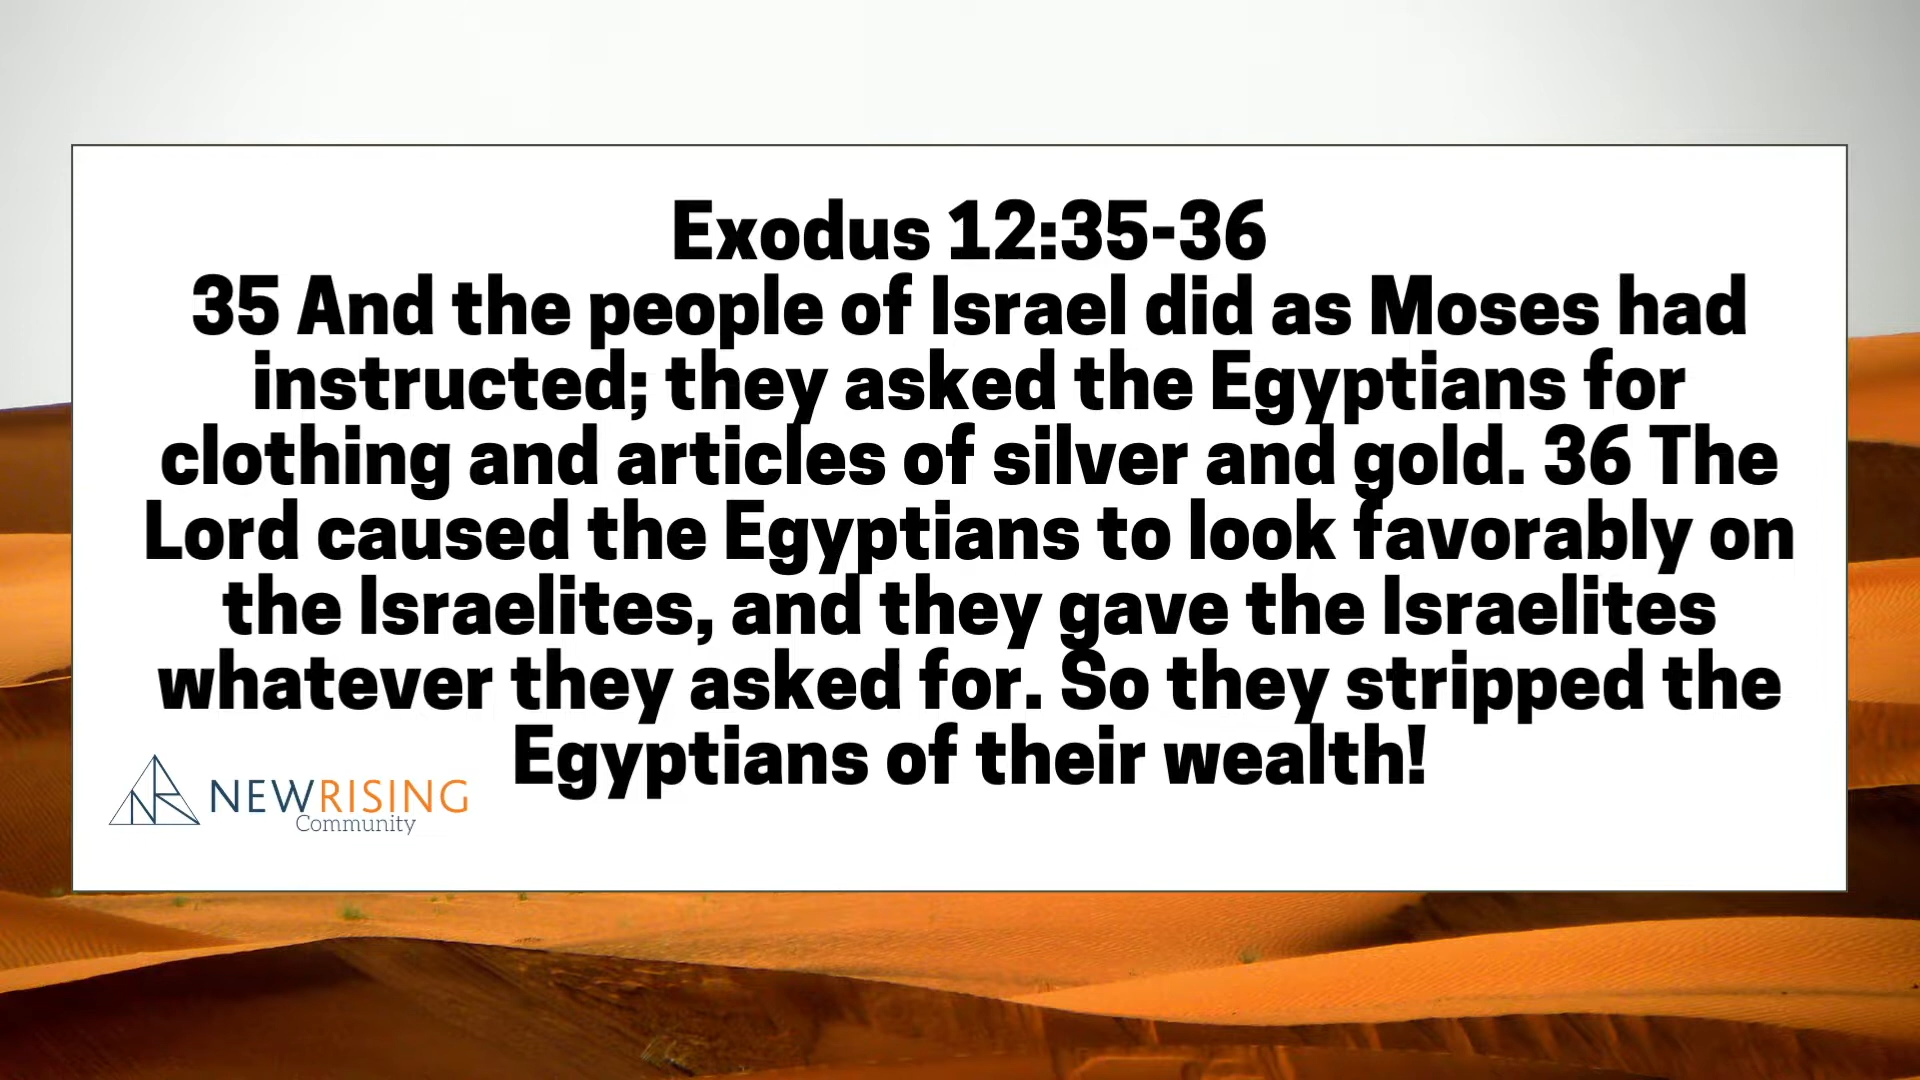 Exodus 12:35-36
35 And the people of Israel did as Moses had
instructed; they asked the Egyptians for
clothing and articles of silver and gold. 36 The
Lord caused the Egyptians to look favorably on
the Israelites, and they gave the Israelites
whatever they asked for. So they stripped the
Egyptians of their wealth!
NEWRISING
Community